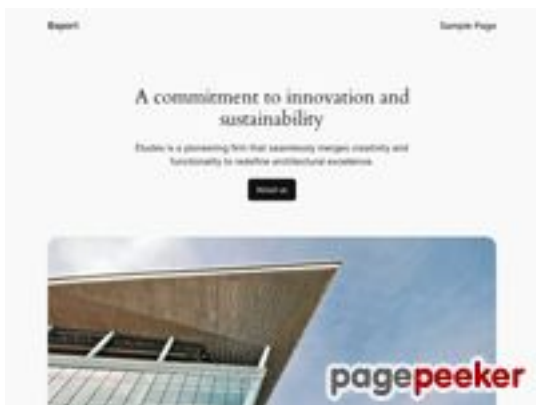 Export
Sample Page
A commitment to innovation and
sustainability
Études is a pioneering firm that seamlessly merges creativity and
functionality to redefine architectural excellence.
About us
pagepeeker